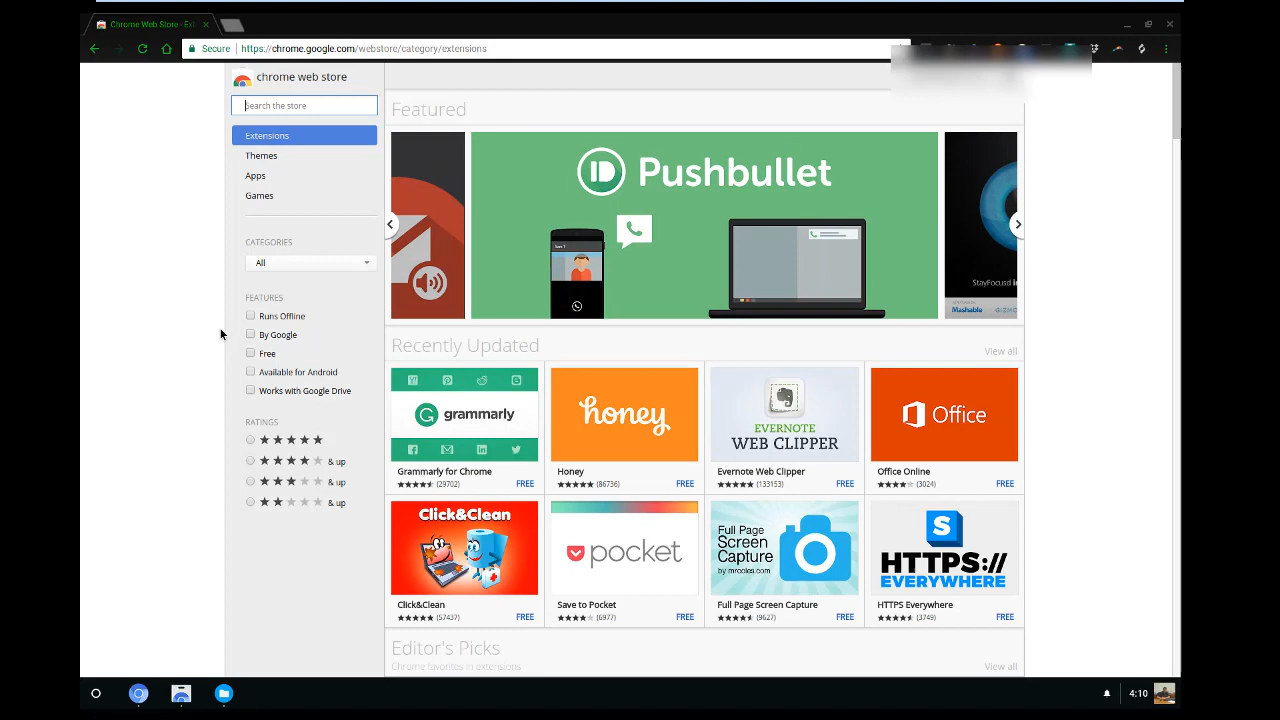 Chrome Web Store - Ext
Secure https://chrome.google.com/webstore/category/extensions
chrome web store
Search the store
Extensions
Themes
Apps
Games
CATEGORIES
All
FEATURES
Runs Offline
By Google
Free
Available for Android
Works with Google Drive
RATINGS
& up
& up
& up
Featured
Pushbullet
StayFocusd
Mashable
Recently Updated
View all
grammarly
Grammarly for Chrome
(29702) FREE
honey
Honey
(86736) FREE
EVERNOTE
WEB CLIPPER
Evernote Web Clipper
(133153) FREE
Office
Office Online
(3024) FREE
Click&Clean
Click&Clean
(57437) FREE
pocket
Save to Pocket
(6977) FREE
Full Page
Screen
Capture
by mrcoles.com
Full Page Screen Capture
(9627) FREE
S
HTTPS://
EVERYWHERE
HTTPS Everywhere
(3749) FREE
Editor's Picks
Chrome favorites in extensions
View all
4:10